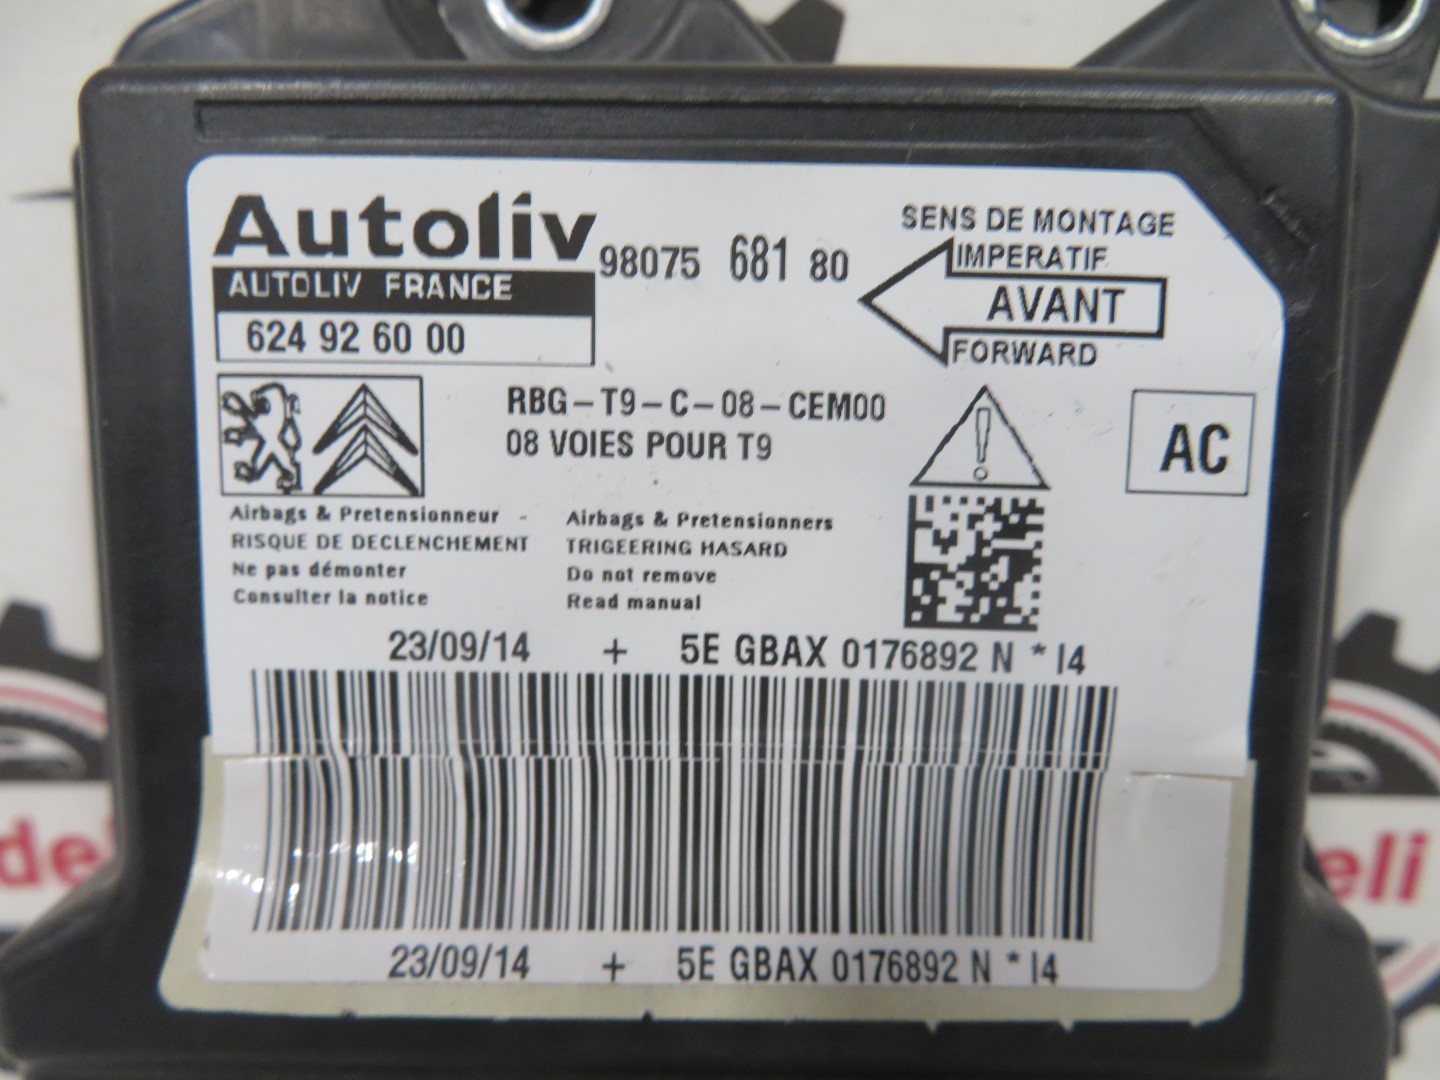 Autoliv
AUTOLIV FRANCE
624 92 60 00
98075 681 80
SENS DE MONTAGE
IMPERATIF
AVANT
FORWARD
RBG-T9-C-08-CEM00
08 VOIES POUR T9
AC
Airbags & Pretensionneur -
RISQUE DE DECLENCHEMENT
Ne pas démonter
Consulter la notice
Airbags & Pretensionners
TRIGEERING HASARD
Do not remove
Read manual
23/09/14 + 5E GBAX 0176892 N * I4
23/09/14 + 5E GBAX 0176892 N * I4
del
eli